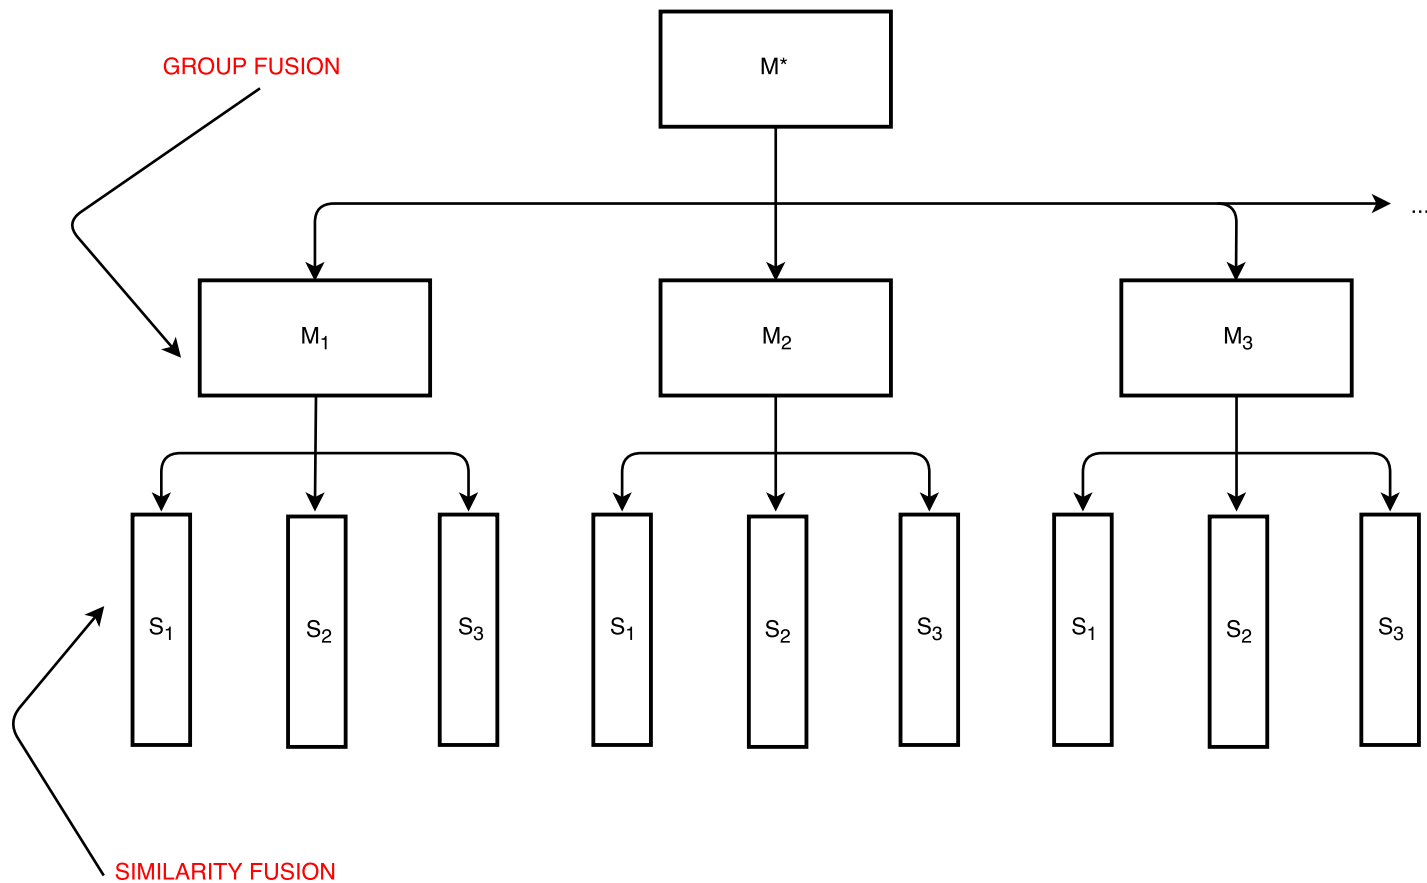 M*
GROUP FUSION
...
M₁
M₂
M₃
S₁
S₂
S₃
S₁
S₂
S₃
S₁
S₂
S₃
SIMILARITY FUSION